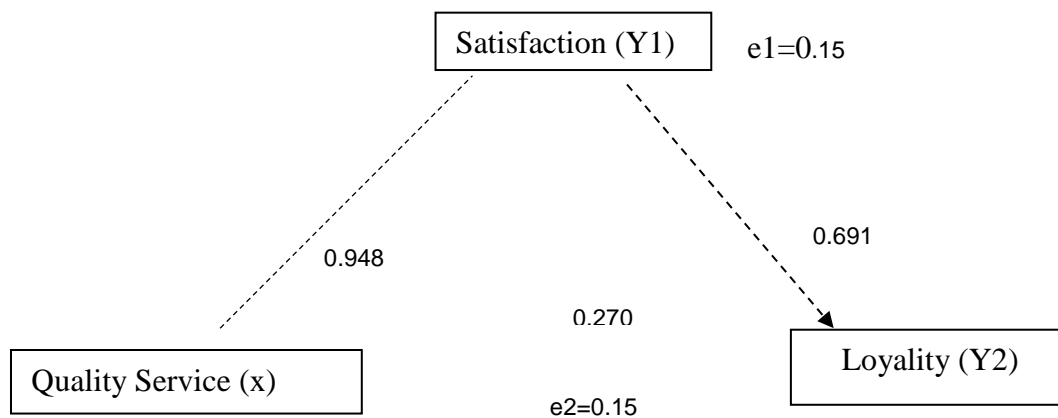 Satisfaction (Y1)
e1=0.15
0.948
0.691
0.270
Quality Service (x)
Loyality (Y2)
e2=0.15